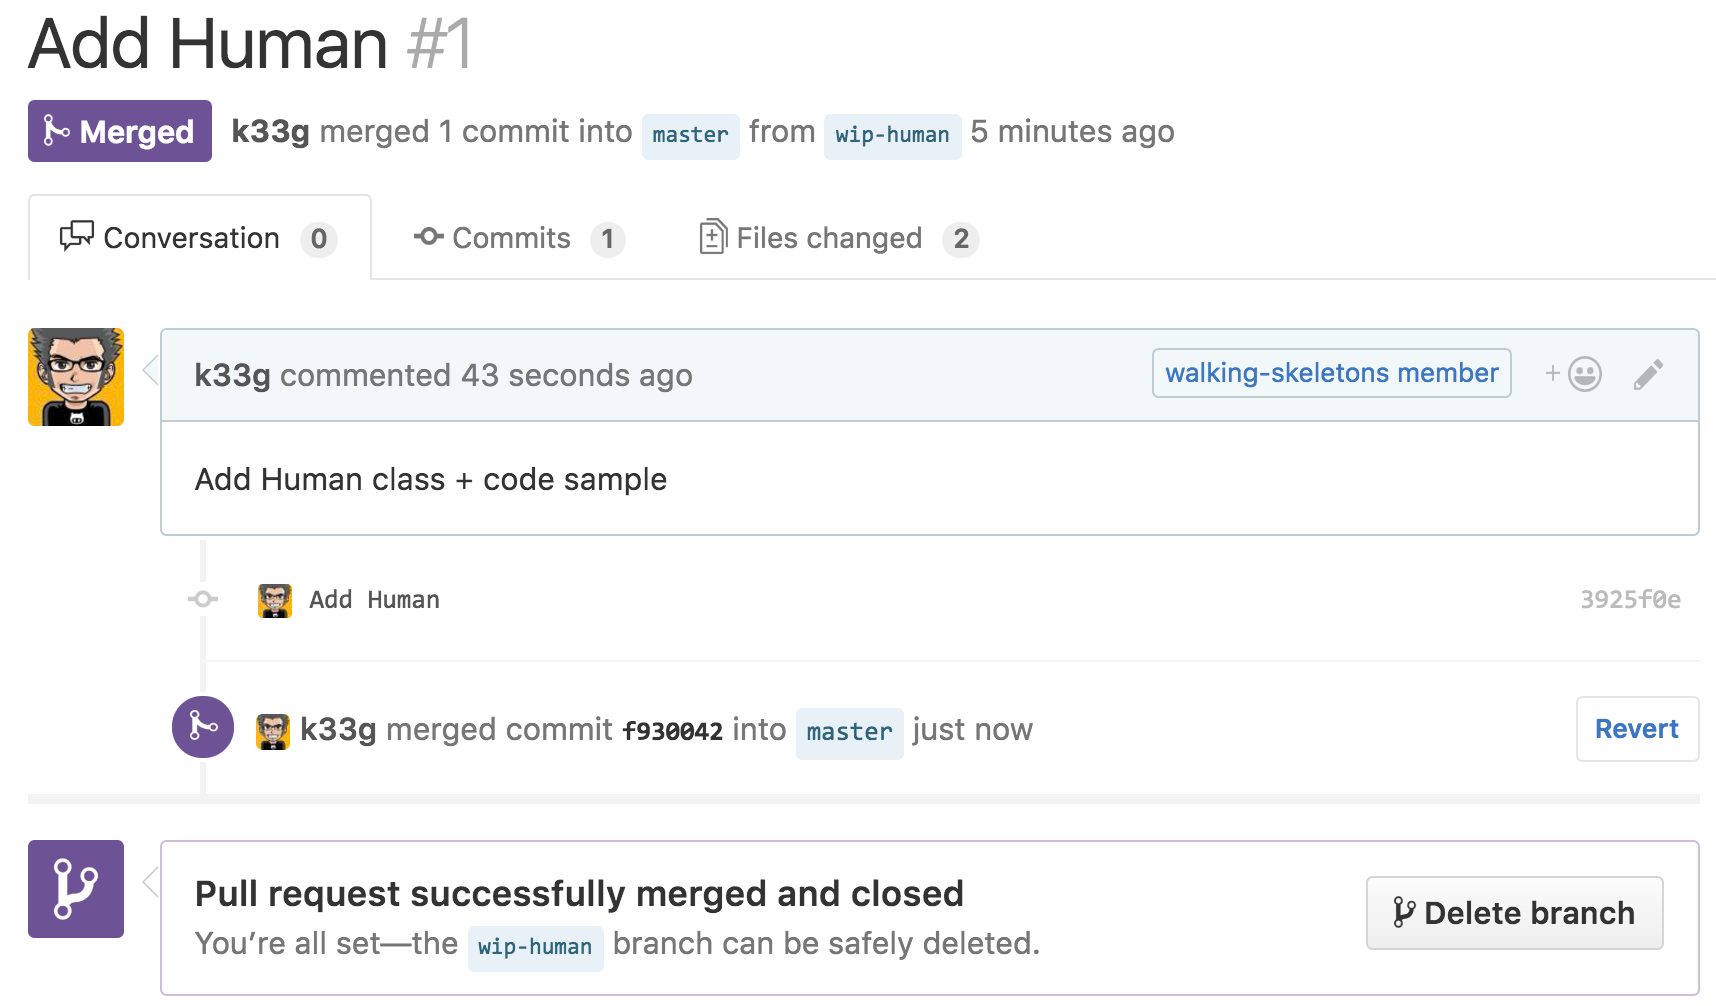 Add Human #1
Merged k33g merged 1 commit into master from wip-human 5 minutes ago
Conversation 0 Commits 1 Files changed 2
k33g commented 43 seconds ago walking-skeletons member +
Add Human class + code sample
Add Human 3925f0e
k33g merged commit f930042 into master just now Revert
Pull request successfully merged and closed
You’re all set—the wip-human branch can be safely deleted.
Delete branch